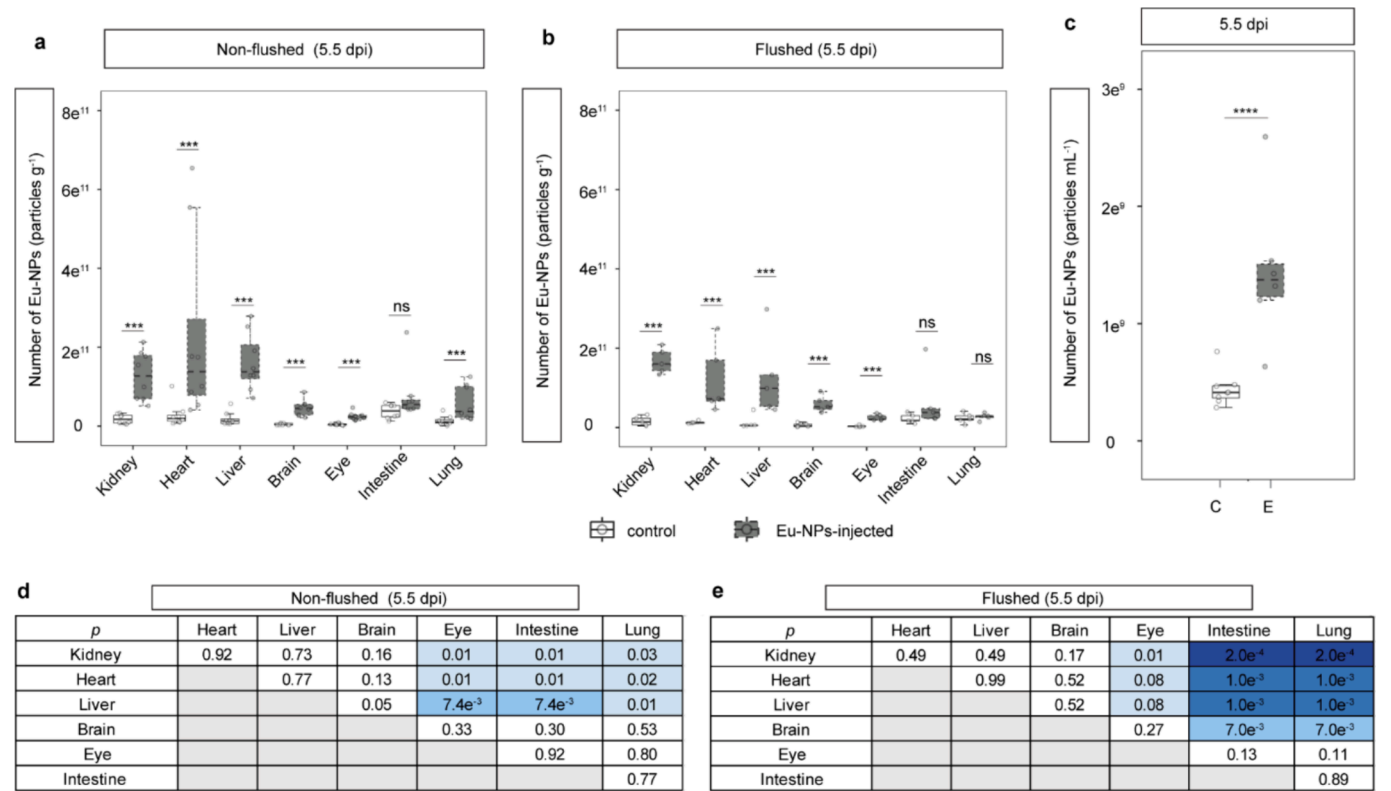 a
Non-flushed (5.5 dpi)
Number of Eu-NPs (particles g⁻¹)
8e¹¹
6e¹¹
4e¹¹
2e¹¹
0
***
***
***
***
***
ns
***
Kidney
Heart
Liver
Brain
Eye
Intestine
Lung
b
Flushed (5.5 dpi)
Number of Eu-NPs (particles g⁻¹)
8e¹¹
6e¹¹
4e¹¹
2e¹¹
0
***
***
***
***
***
ns
ns
Kidney
Heart
Liver
Brain
Eye
Intestine
Lung
control
Eu-NPs-injected
c
5.5 dpi
Number of Eu-NPs (particles mL⁻¹)
3e⁹
2e⁹
1e⁹
0
****
C E
d
Non-flushed (5.5 dpi)
p Heart Liver Brain Eye Intestine Lung
Kidney 0.92 0.73 0.16 0.01 0.01 0.03
Heart 0.77 0.13 0.01 0.01 0.02
Liver 0.05 7.4e⁻³ 7.4e⁻³ 0.01
Brain 0.33 0.30 0.53
Eye 0.92 0.80
Intestine 0.77
e
Flushed (5.5 dpi)
p Heart Liver Brain Eye Intestine Lung
Kidney 0.49 0.49 0.17 0.01 2.0e⁻⁴ 2.0e⁻⁴
Heart 0.99 0.52 0.08 1.0e⁻³ 1.0e⁻³
Liver 0.52 0.08 1.0e⁻³ 1.0e⁻³
Brain 0.27 7.0e⁻³ 7.0e⁻³
Eye 0.13 0.11
Intestine 0.89